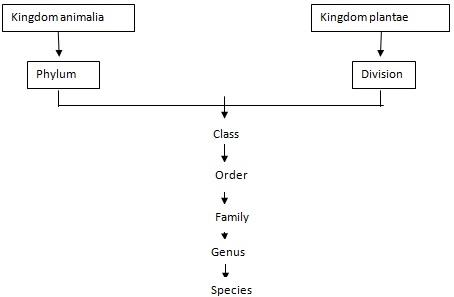 Kingdom animalia
Kingdom plantae
Phylum
Division
Class
Order
Family
Genus
Species